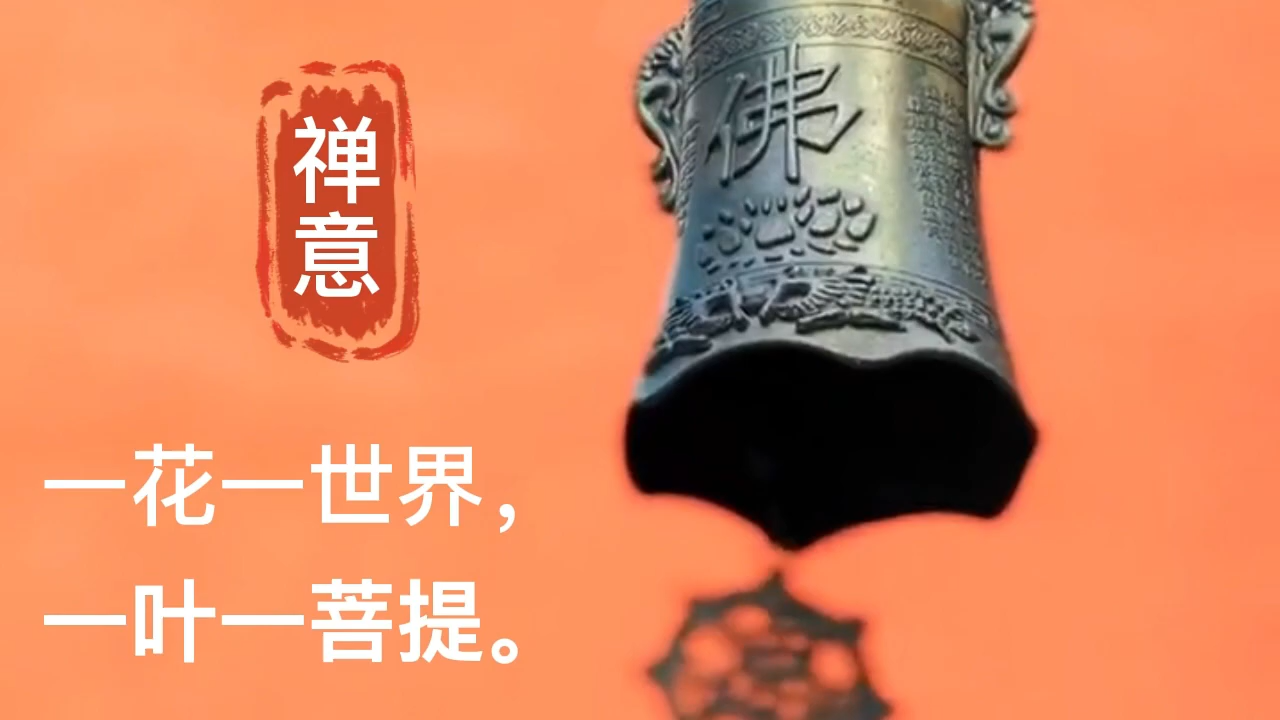 禅意
佛
一花一世界，
一叶一菩提。